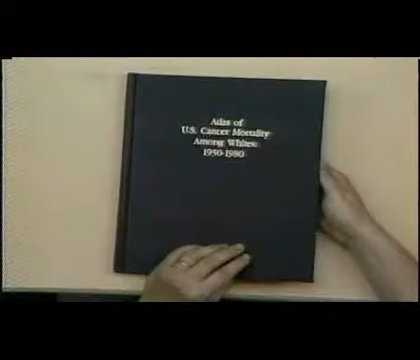 Atlas of
U.S. Cancer Mortality
Among Whites:
1950-1980